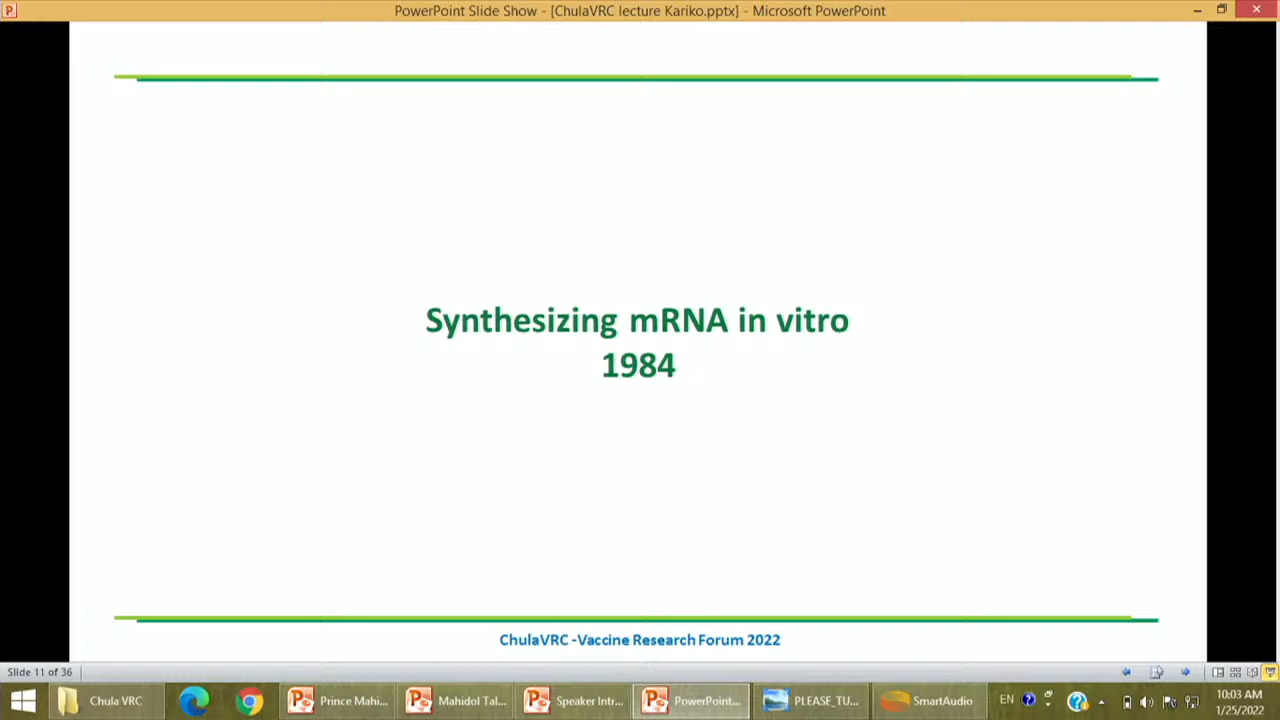 PowerPoint Slide Show - [ChulaVRC lecture Kariko.pptx] - Microsoft PowerPoint
Synthesizing mRNA in vitro
1984
ChulaVRC -Vaccine Research Forum 2022
Slide 11 of 36
Chula VRC
Prince Mahi...
Mahidol Tal...
Speaker Intr...
PowerPoint...
PLEASE_TU...
SmartAudio
EN
10:03 AM
1/25/2022